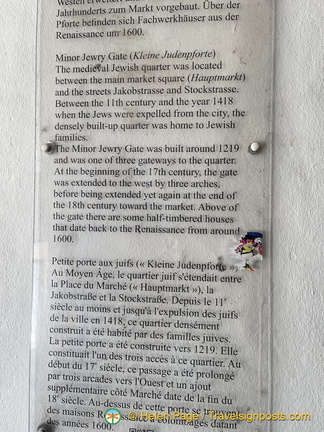 Westen erweitert und
Jahrhunderts zum Markt vorgebaut. Über der
Pforte befinden sich Fachwerkhäuser aus der
Renaissance um 1600.
Minor Jewry Gate (Kleine Judenpforte)
The medieval Jewish quarter was located
between the main market square (Hauptmarkt)
and the streets Jakobstrasse and Stockstrasse.
Between the 11th century and the year 1418
when the Jews were expelled from the city, the
densely built-up quarter was home to Jewish
families.
The Minor Jewry Gate was built around 1219
and was one of three gateways to the quarter.
At the beginning of the 17th century, the gate
was extended to the west by three arches,
before being extended yet again at the end of
the 18th century toward the market. Above of
the gate there are some half-timbered houses
that date back to the Renaissance from around
1600.
Petite porte aux juifs (« Kleine Judenpforte
Au Moyen Âge, le quartier juif s'étendait entre
la Place du Marché (« Hauptmarkt »), la
Jakobstraße et la Stockstraße. Depuis le 11e
siècle au moins et jusqu'à l'expulsion des juifs
de la ville en 1418, ce quartier densément
construit a été habité par des familles juives.
La petite porte a été construite vers 1219. Elle
constituait l'un des trois accès à ce quartier. Au
début du 17e siècle, ce passage a été prolongé
par trois arcades vers l'Ouest et un ajout
supplémentaire côté Marché date de la fin du
18e siècle. Au-dessus de cette porte se
des maisons à colombages datant
des années 1600.
© Hilke Maunder Page - Travelsignposts.com